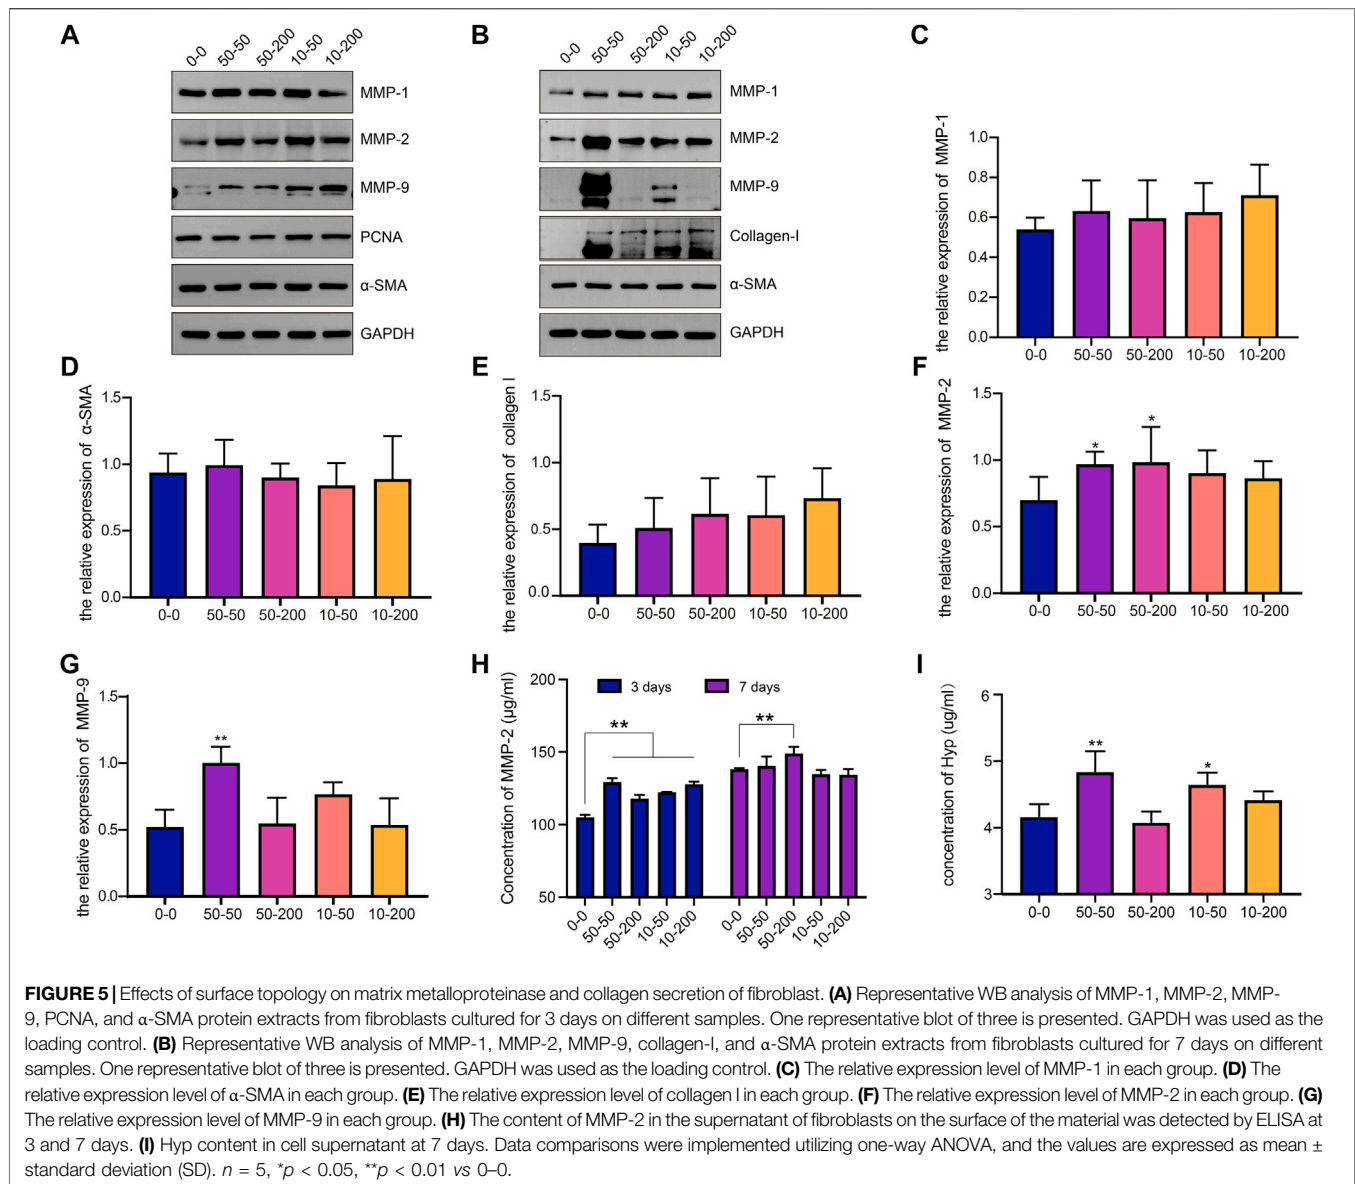 A
0-0 50-50 50-200 10-50 10-200
MMP-1
MMP-2
MMP-9
PCNA
α-SMA
GAPDH
B
0-0 50-50 50-200 10-50 10-200
MMP-1
MMP-2
MMP-9
Collagen-I
α-SMA
GAPDH
C
the relative expression of MMP-1
1.0
0.8
0.6
0.4
0.2
0.0
0-0 50-50 50-200 10-50 10-200
D
the relative expression of α-SMA
1.5
1.0
0.5
0.0
0-0 50-50 50-200 10-50 10-200
E
the relative expression of collagen I
1.5
1.0
0.5
0.0
0-0 50-50 50-200 10-50 10-200
F
the relative expression of MMP-2
1.5
1.0
0.5
0.0
* *
0-0 50-50 50-200 10-50 10-200
G
the relative expression of MMP-9
1.5
1.0
0.5
0.0
**
0-0 50-50 50-200 10-50 10-200
H
Concentration of MMP-2 (μg/ml)
200
150
100
50
3 days 7 days
** **
0-0 50-50 50-200 10-50 10-200 0-0 50-50 50-200 10-50 10-200
I
concentration of Hyp (ug/ml)
6
5
4
3
** *
0-0 50-50 50-200 10-50 10-200
FIGURE 5 | Effects of surface topology on matrix metalloproteinase and collagen secretion of fibroblast. (A) Representative WB analysis of MMP-1, MMP-2, MMP-
9, PCNA, and α-SMA protein extracts from fibroblasts cultured for 3 days on different samples. One representative blot of three is presented. GAPDH was used as the
loading control. (B) Representative WB analysis of MMP-1, MMP-2, MMP-9, collagen-I, and α-SMA protein extracts from fibroblasts cultured for 7 days on different
samples. One representative blot of three is presented. GAPDH was used as the loading control. (C) The relative expression level of MMP-1 in each group. (D) The
relative expression level of α-SMA in each group. (E) The relative expression level of collagen I in each group. (F) The relative expression level of MMP-2 in each group. (G)
The relative expression level of MMP-9 in each group. (H) The content of MMP-2 in the supernatant of fibroblasts on the surface of the material was detected by ELISA at
3 and 7 days. (I) Hyp content in cell supernatant at 7 days. Data comparisons were implemented utilizing one-way ANOVA, and the values are expressed as mean ±
standard deviation (SD). n = 5, *p < 0.05, **p < 0.01 vs 0–0.